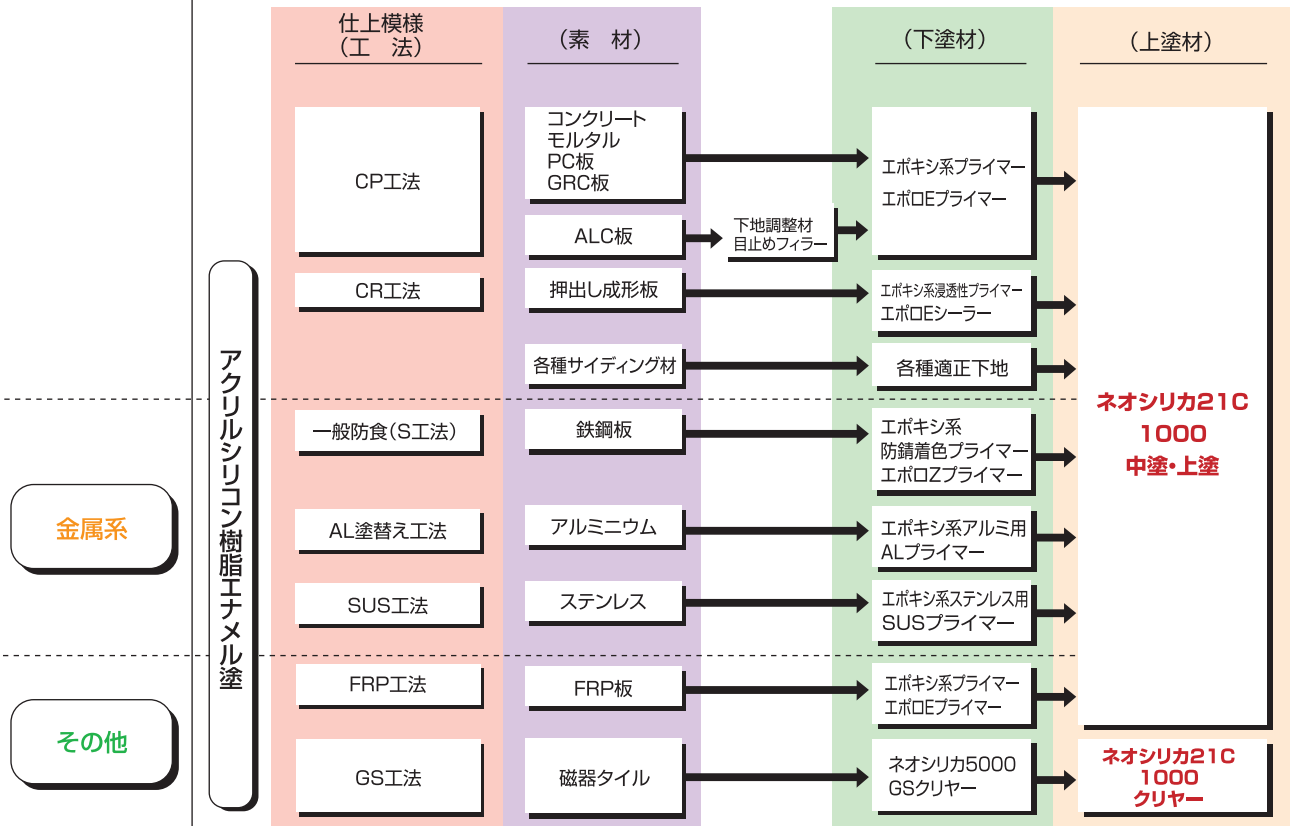 仕上模様
(工 法)
(素 材)
(下塗材)
(上塗材)
アクリルシリコン樹脂エナメル塗
CP工法
コンクリート
モルタル
PC板
GRC板
エポキシ系プライマー
エポロEプライマー
ALC板
下地調整材
目止めフィラー
CR工法
押出し成形板
エポキシ系浸透性プライマー
エポロEシーラー
各種サイディング材
各種適正下地
ネオシリカ21C
1000
中塗・上塗
金属系
一般防食(S工法)
鉄鋼板
エポキシ系
防錆着色プライマー
エポロZプライマー
AL塗替え工法
アルミニウム
エポキシ系アルミ用
ALプライマー
SUS工法
ステンレス
エポキシ系ステンレス用
SUSプライマー
その他
FRP工法
FRP板
エポキシ系プライマー
エポロEプライマー
GS工法
磁器タイル
ネオシリカ5000
GSクリヤー
ネオシリカ21C
1000
クリヤー